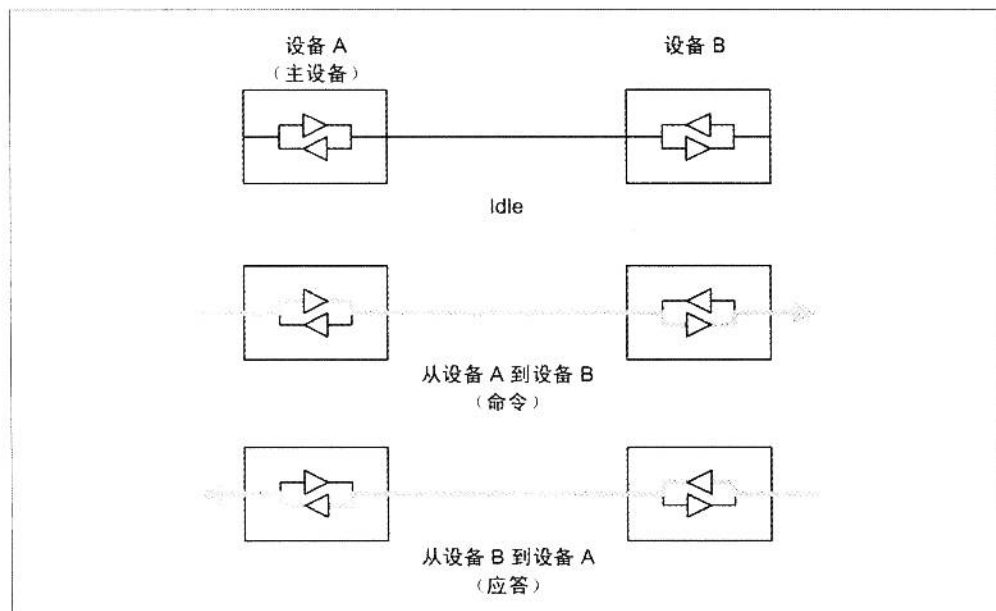 设备 A
（主设备）
设备 B
Idle
从设备 A 到设备 B
（命令）
从设备 B 到设备 A
（应答）